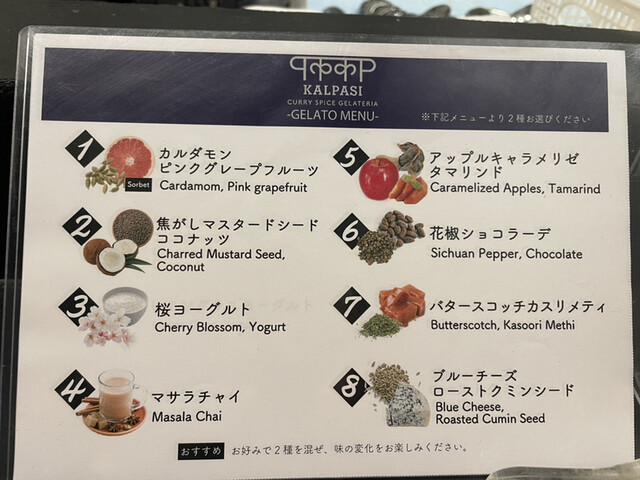 KALPASI
CURRY SPICE GELATERIA
-GELATO MENU-
※下記メニューより2種お選びください
1
カルダモン
ピンクグレープフルーツ
Sorbet
Cardamom, Pink grapefruit
2
焦がしマスタードシード
ココナッツ
Charred Mustard Seed,
Coconut
3
桜ヨーグルト
Cherry Blossom, Yogurt
4
マサラチャイ
Masala Chai
5
アップルキャラメリゼ
タマリンド
Caramelized Apples, Tamarind
6
花椒ショコラーデ
Sichuan Pepper, Chocolate
7
バタースコッチカスリメティ
Butterscotch, Kasoori Methi
8
ブルーチーズ
ローストクミンシード
Blue Cheese,
Roasted Cumin Seed
おすすめ お好みで2種を混ぜ、味の変化をお楽しみください。